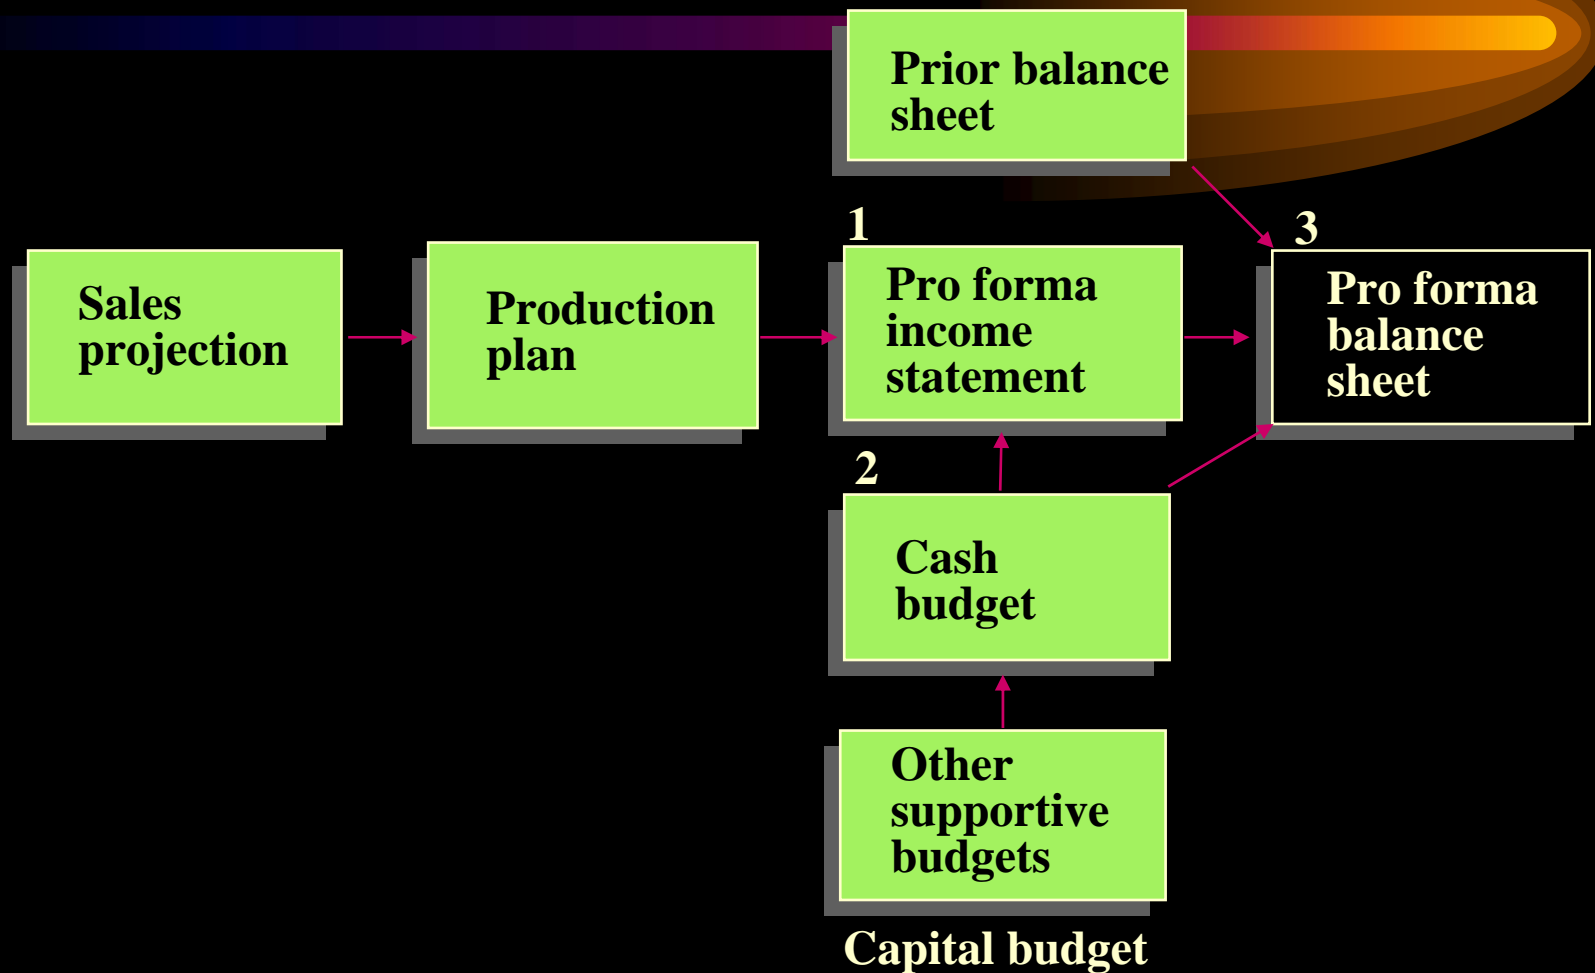 Prior balance
sheet
1
3
Sales
projection
Production
plan
Pro forma
income
statement
Pro forma
balance
sheet
2
Cash
budget
Other
supportive
budgets
Capital budget